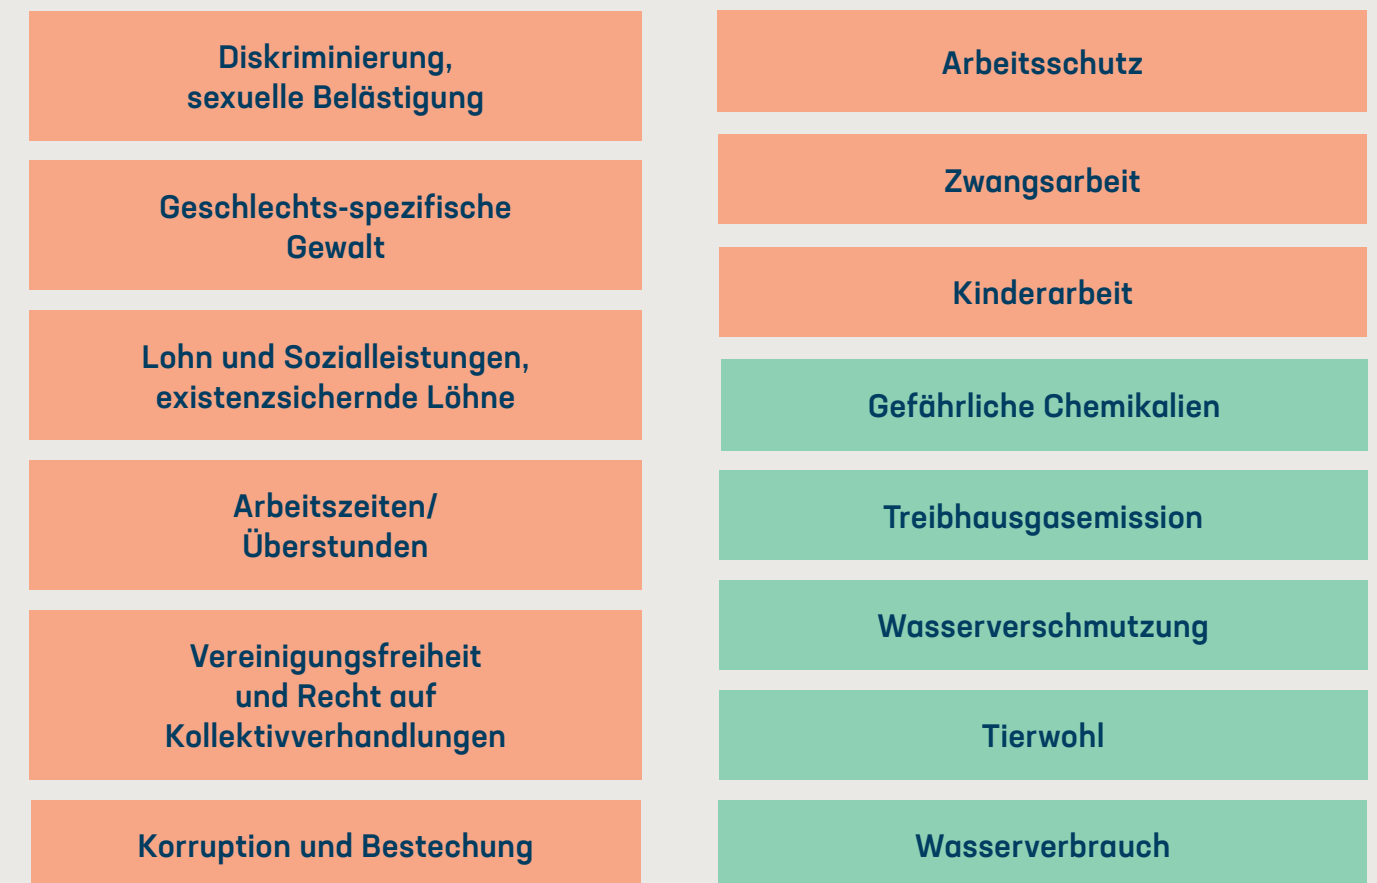 Diskriminierung,
sexuelle Belästigung
Geschlechts-spezifische
Gewalt
Lohn und Sozialleistungen,
existenzsichernde Löhne
Arbeitszeiten/
Überstunden
Vereinigungsfreiheit
und Recht auf
Kollektivverhandlungen
Korruption und Bestechung
Arbeitsschutz
Zwangsarbeit
Kinderarbeit
Gefährliche Chemikalien
Treibhausgasemission
Wasserverschmutzung
Tierwohl
Wasserverbrauch